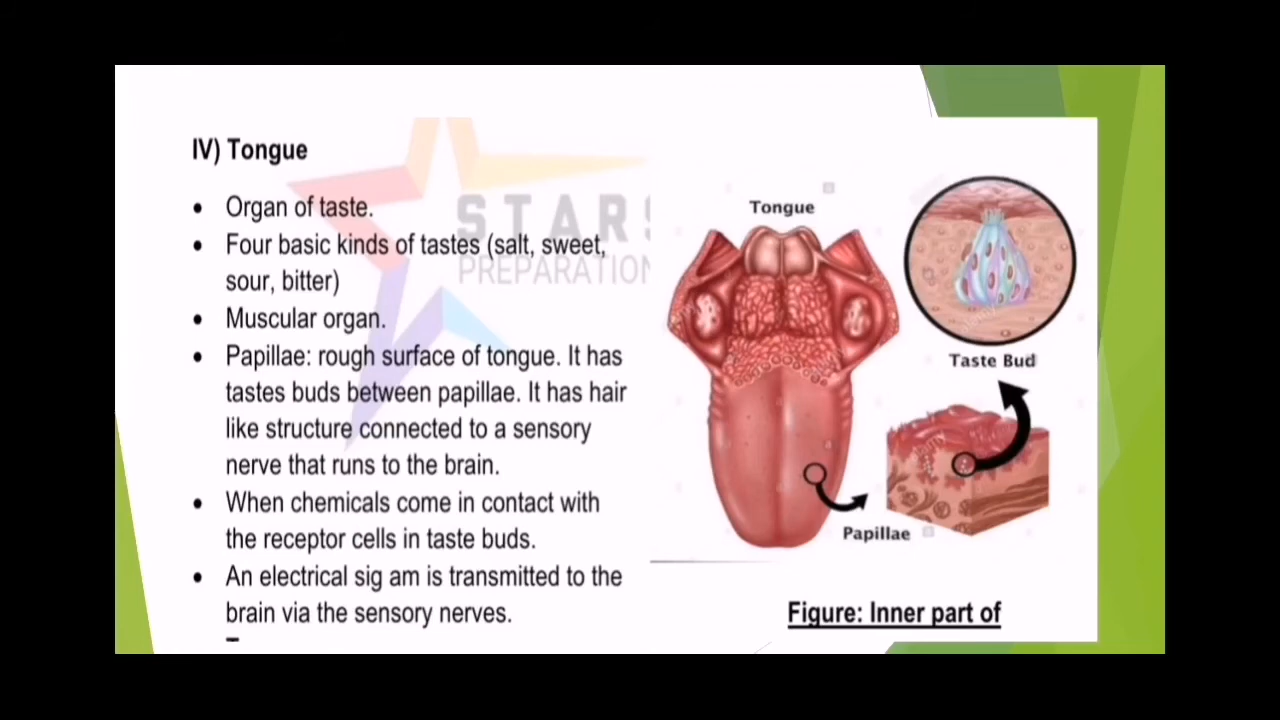 IV) Tongue
• Organ of taste.
• Four basic kinds of tastes (salt, sweet,
sour, bitter)
• Muscular organ.
• Papillae: rough surface of tongue. It has
tastes buds between papillae. It has hair
like structure connected to a sensory
nerve that runs to the brain.
• When chemicals come in contact with
the receptor cells in taste buds.
• An electrical sig am is transmitted to the
brain via the sensory nerves.
STARS
PREPARATION
Tongue
Taste Bud
Papillae
Figure: Inner part of